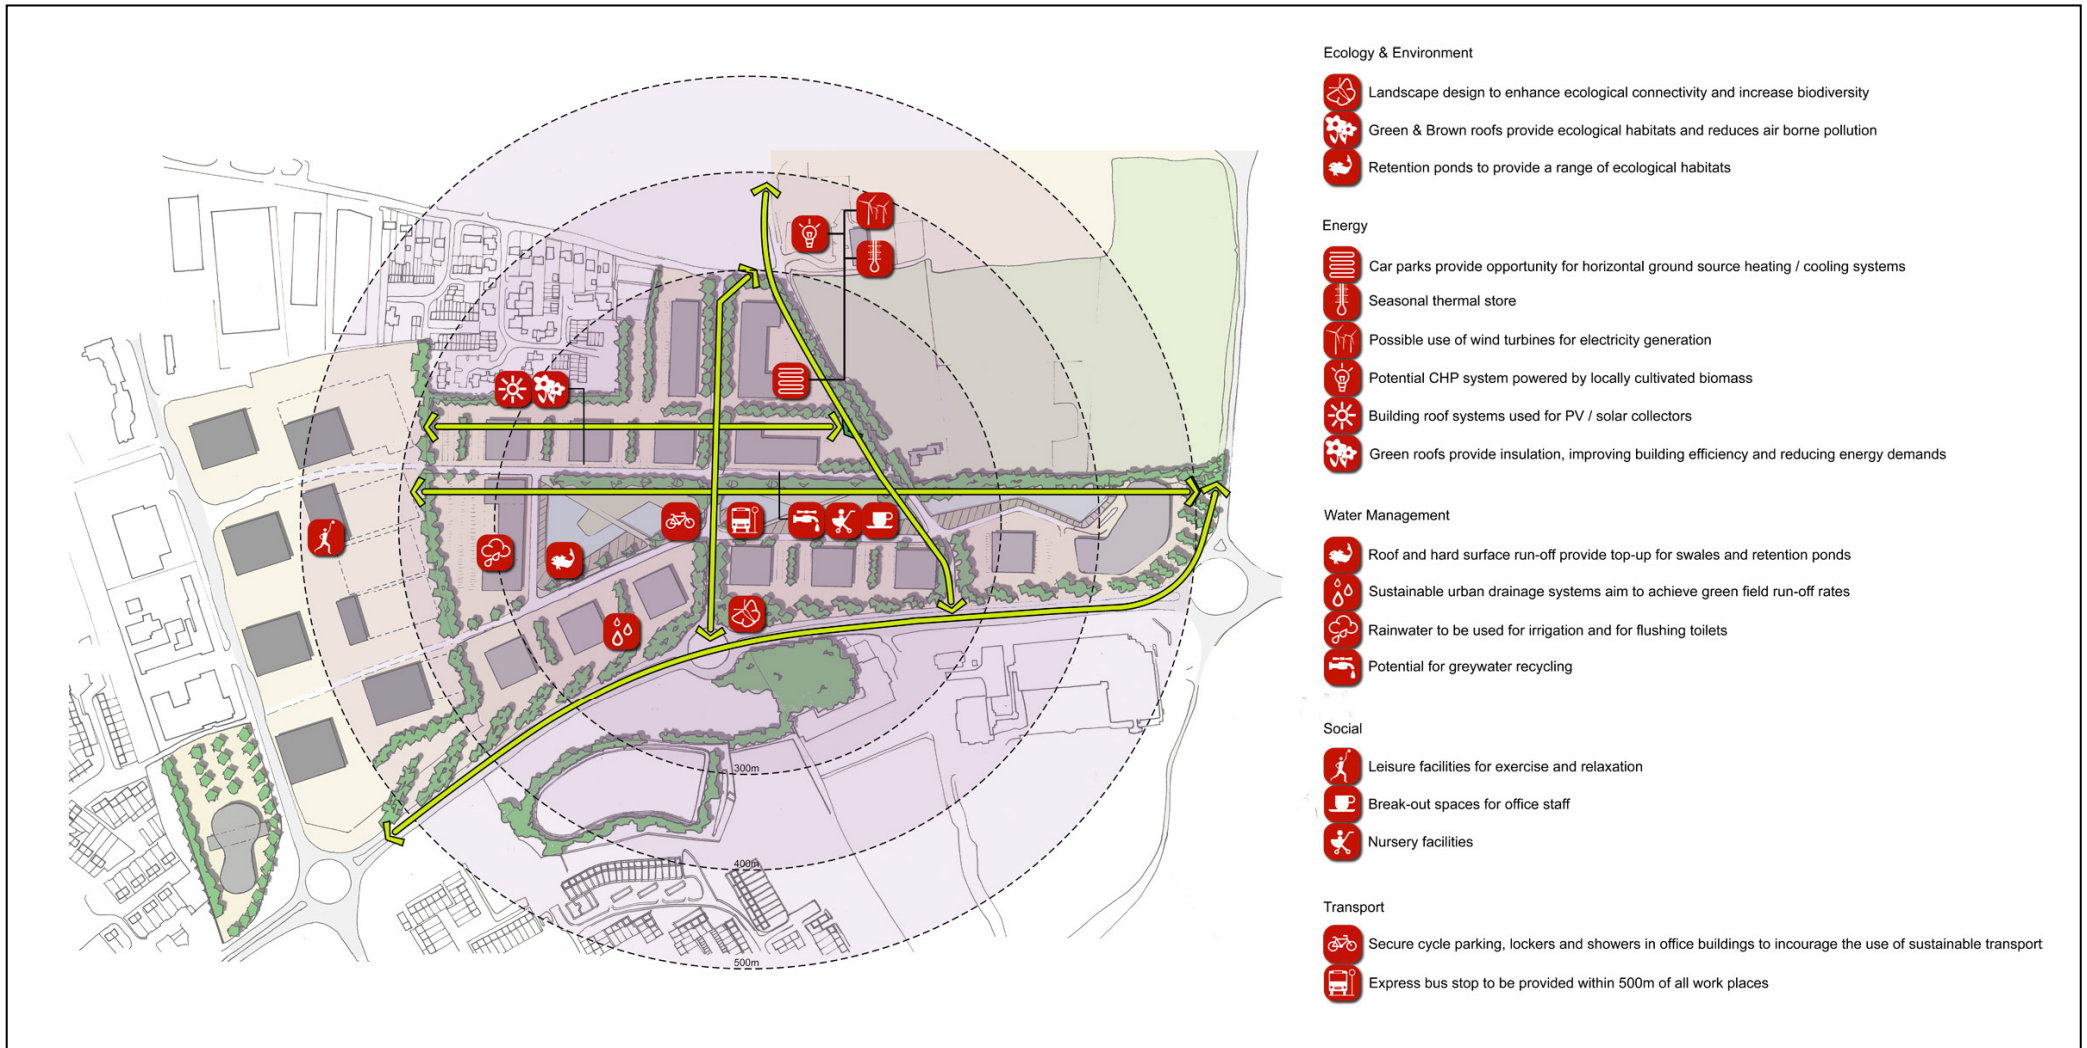 Ecology & Environment
Landscape design to enhance ecological connectivity and increase biodiversity
Green & Brown roofs provide ecological habitats and reduces air borne pollution
Retention ponds to provide a range of ecological habitats
Energy
Car parks provide opportunity for horizontal ground source heating / cooling systems
Seasonal thermal store
Possible use of wind turbines for electricity generation
Potential CHP system powered by locally cultivated biomass
Building roof systems used for PV / solar collectors
Green roofs provide insulation, improving building efficiency and reducing energy demands
Water Management
Roof and hard surface run-off provide top-up for swales and retention ponds
Sustainable urban drainage systems aim to achieve green field run-off rates
Rainwater to be used for irrigation and for flushing toilets
Potential for greywater recycling
Social
Leisure facilities for exercise and relaxation
Break-out spaces for office staff
Nursery facilities
Transport
Secure cycle parking, lockers and showers in office buildings to incourage the use of sustainable transport
Express bus stop to be provided within 500m of all work places
300m
400m
500m